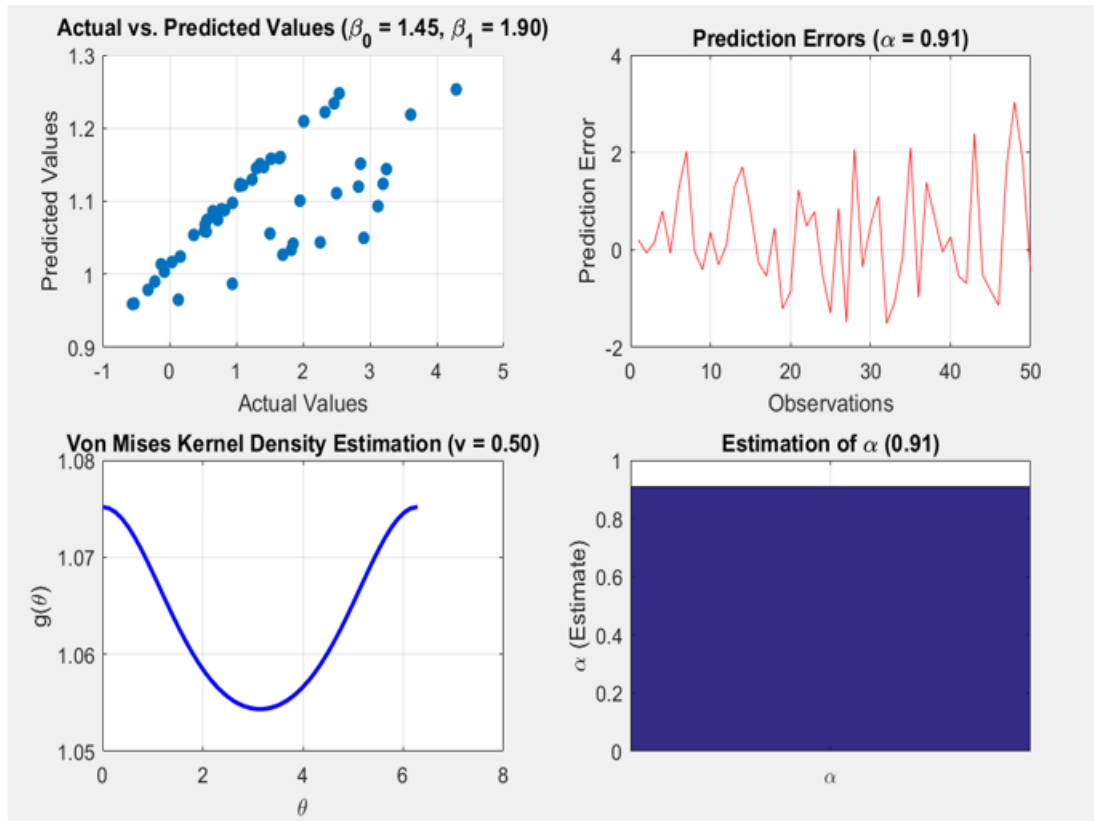 Actual vs. Predicted Values (β0 = 1.45, β1 = 1.90)
1.3
1.2
1.1
1
0.9
Predicted Values
-1 0 1 2 3 4 5
Actual Values
Prediction Errors (α = 0.91)
4
2
0
-2
Prediction Error
0 10 20 30 40 50
Observations
Von Mises Kernel Density Estimation (v = 0.50)
1.08
1.07
1.06
1.05
g(θ)
0 2 4 6 8
θ
Estimation of α (0.91)
1
0.8
0.6
0.4
0.2
0
α (Estimate)
α